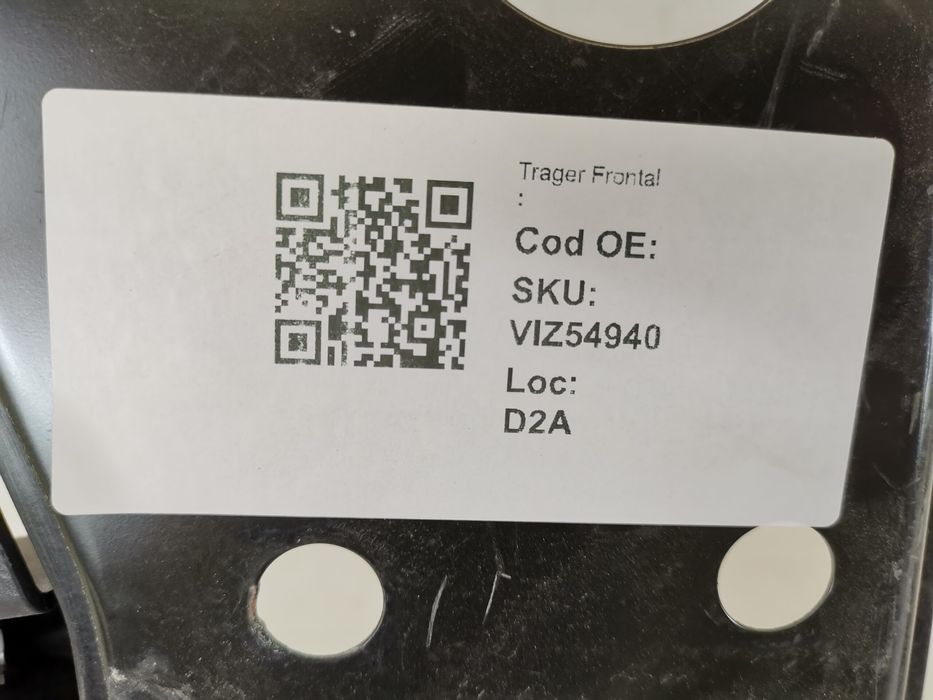 Trager Frontal
:
Cod OE:
SKU:
VIZ54940
Loc:
D2A